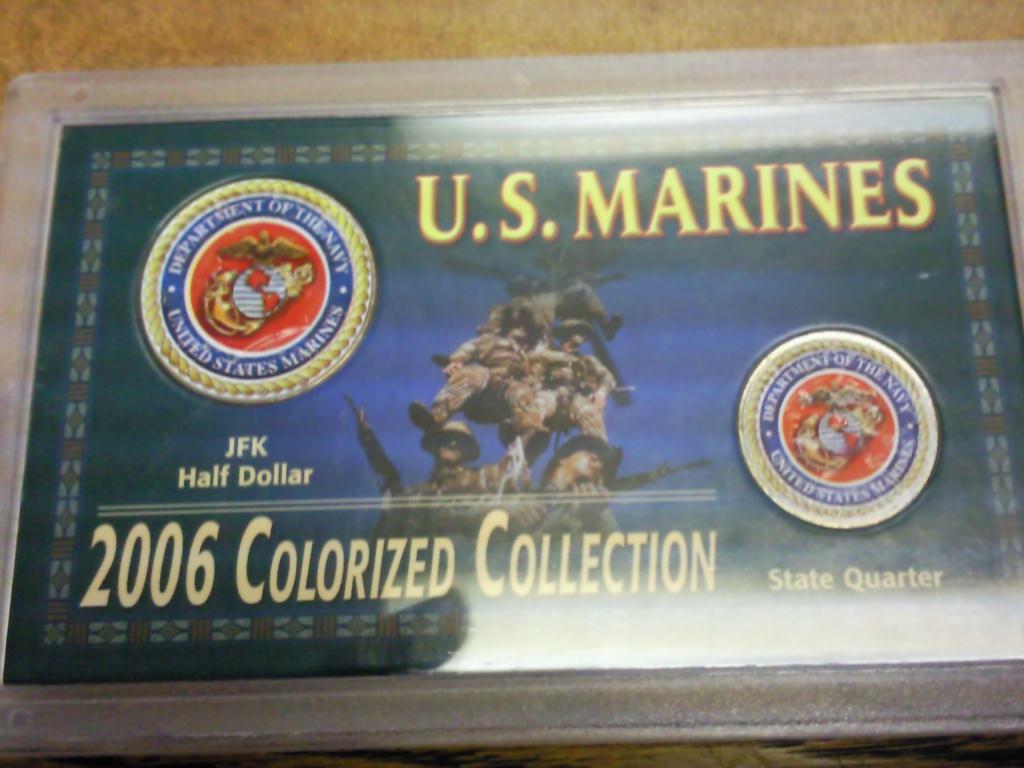 U.S. MARINES
DEPARTMENT OF THE NAVY
UNITED STATES MARINES
DEPARTMENT OF THE NAVY
UNITED STATES MARINES
JFK
Half Dollar
2006 COLORIZED COLLECTION
State Quarter